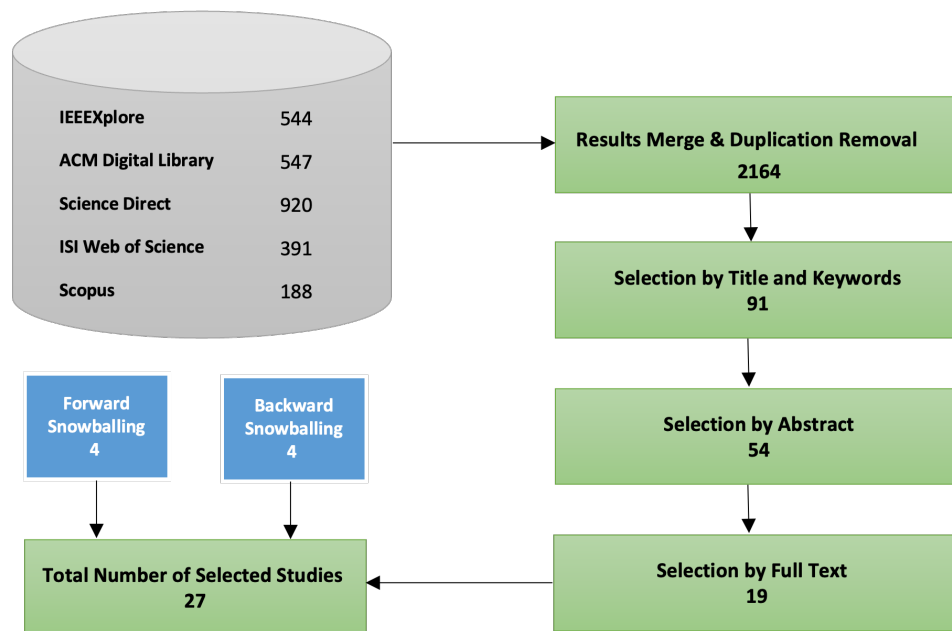 IEEEXplore 544
ACM Digital Library 547
Science Direct 920
ISI Web of Science 391
Scopus 188
Results Merge & Duplication Removal
2164
Selection by Title and Keywords
91
Selection by Abstract
54
Selection by Full Text
19
Forward
Snowballing
4
Backward
Snowballing
4
Total Number of Selected Studies
27